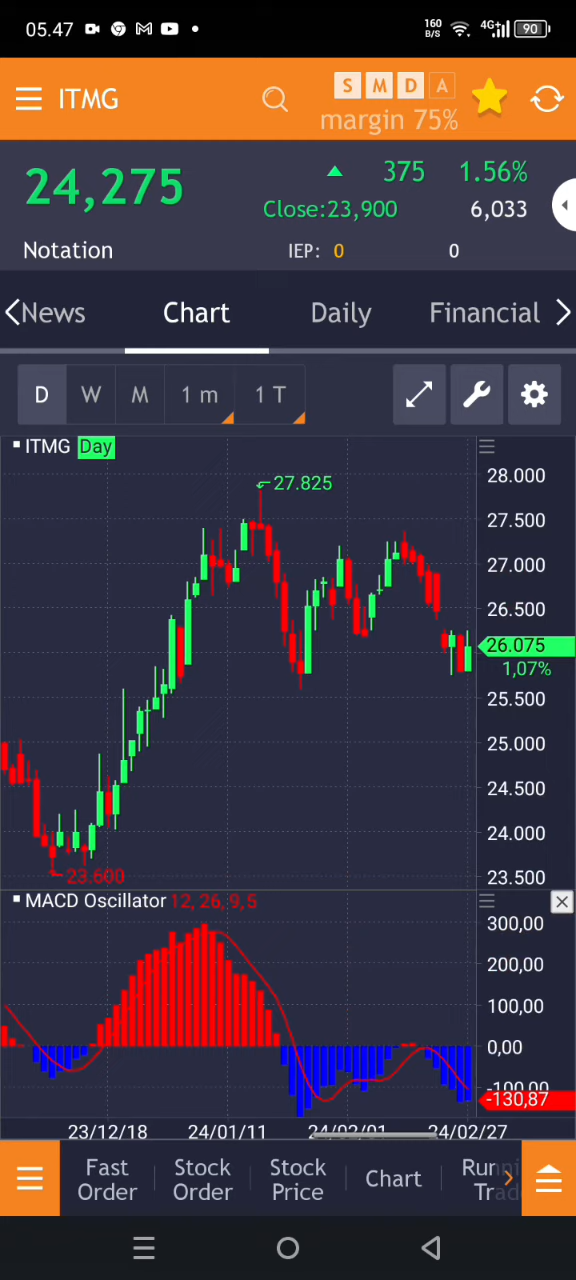 05.47
160 B/S 4G+ 90
ITMG
S M D A
margin 75%
24,275
▲ 375 1.56%
Close:23,900 6,033
Notation IEP: 0 0
News Chart Daily Financial
D W M 1 m 1 T
ITMG Day
27.825
28.000
27.500
27.000
26.500
26.075
1,07%
25.500
25.000
24.500
24.000
23.600
23.500
MACD Oscillator 12, 26, 9, 5
300,00
200,00
100,00
0,00
-100,00
-130,87
23/12/18 24/01/11 24/02/01 24/02/27
Fast Order
Stock Order
Stock Price
Chart